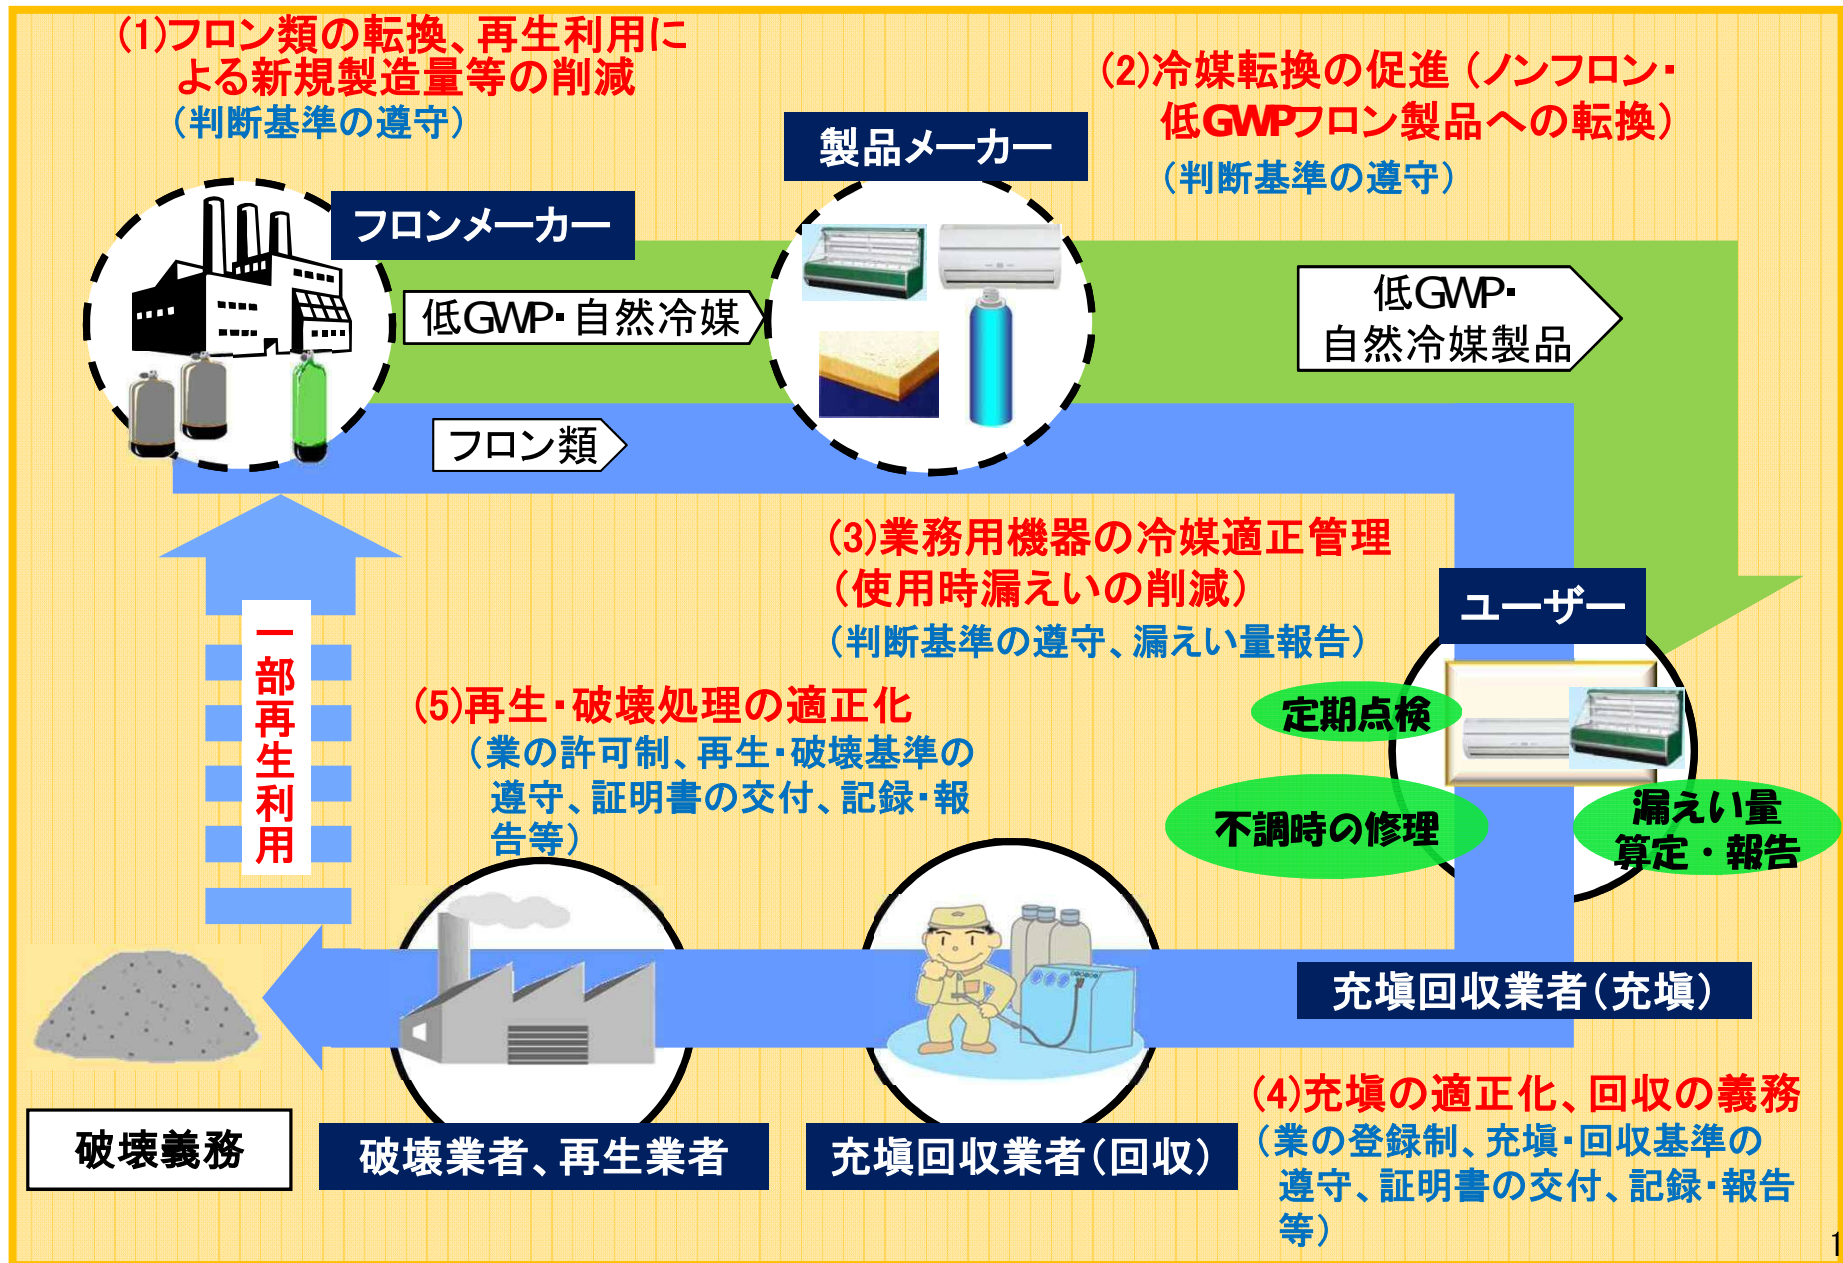 (1)フロン類の転換、再生利用に
よる新規製造量等の削減
（判断基準の遵守）
(2)冷媒転換の促進（ノンフロン・
低GWPフロン製品への転換）
（判断基準の遵守）
製品メーカー
フロンメーカー
低GWP・自然冷媒
低GWP・
自然冷媒製品
フロン類
(3)業務用機器の冷媒適正管理
（使用時漏えいの削減）
（判断基準の遵守、漏えい量報告）
ユーザー
定期点検
不調時の修理
漏えい量
算定・報告
一部再生利用
(5)再生・破壊処理の適正化
（業の許可制、再生・破壊基準の
遵守、証明書の交付、記録・報
告等）
充塡回収業者（充塡）
(4)充塡の適正化、回収の義務
（業の登録制、充塡・回収基準の
遵守、証明書の交付、記録・報告
等）
破壊義務
破壊業者、再生業者
充塡回収業者（回収）
1